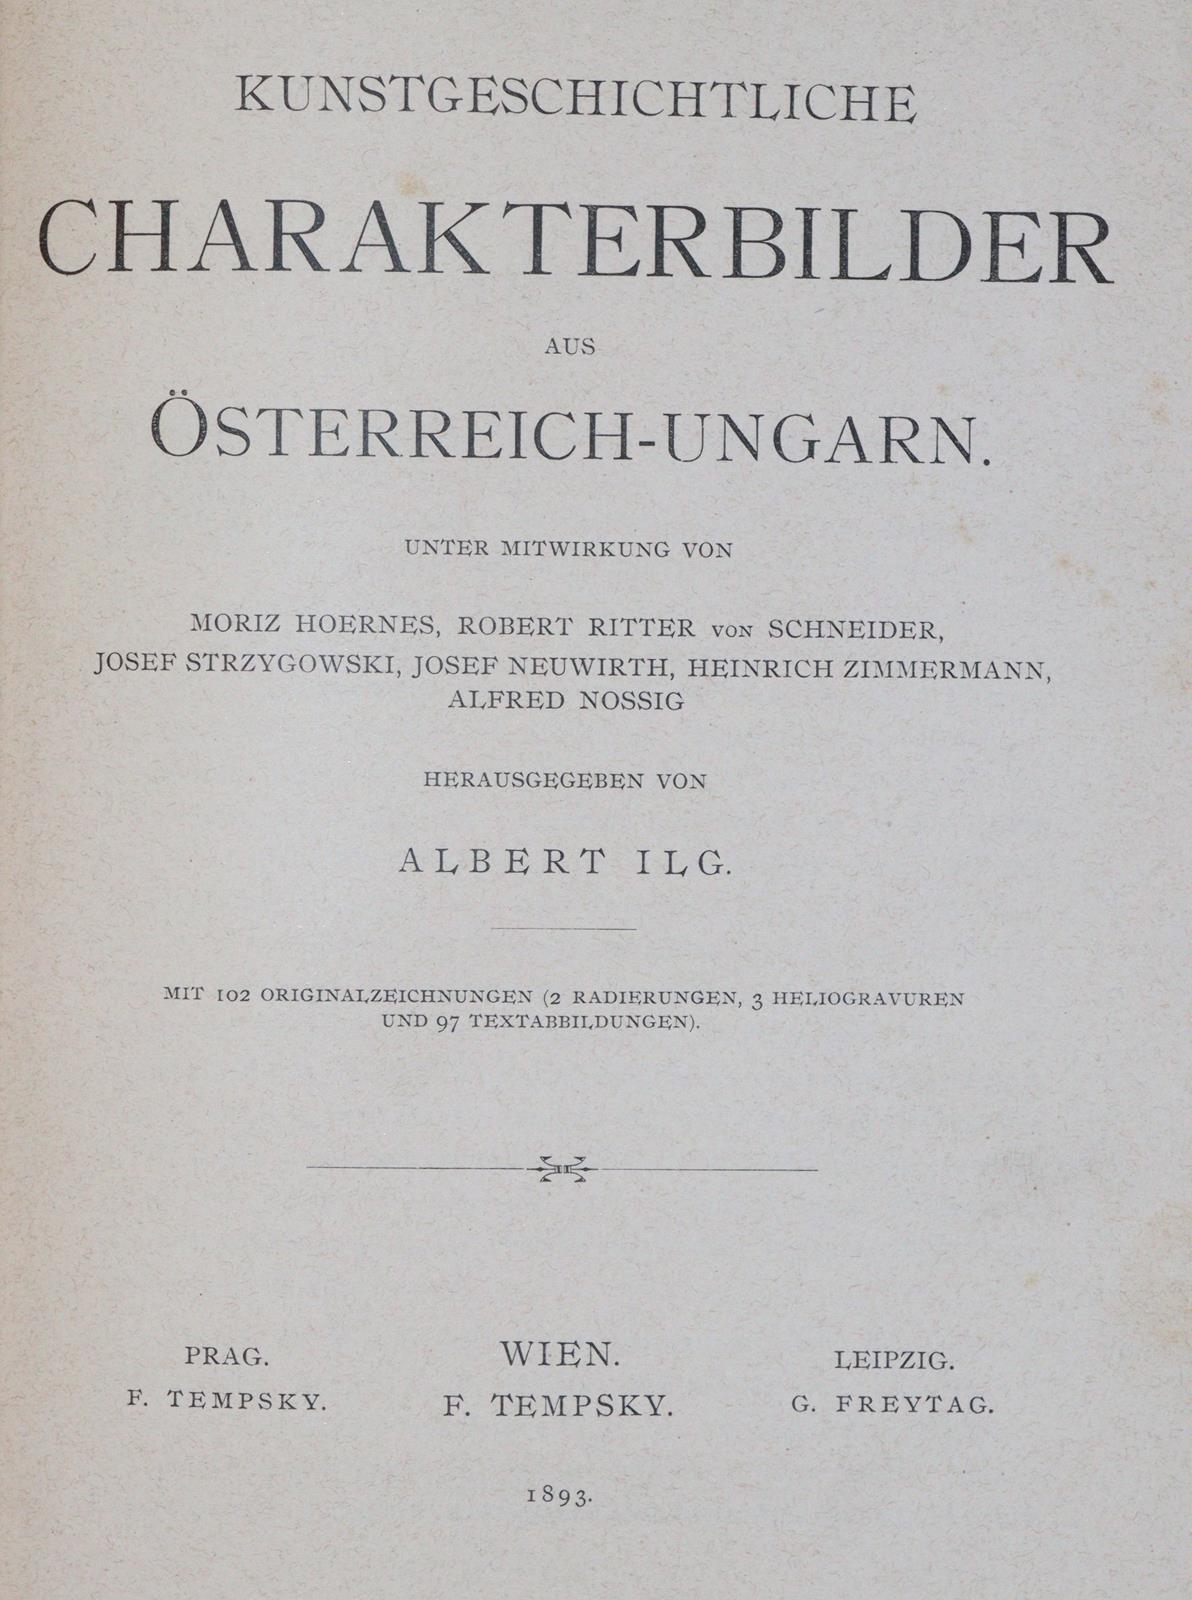 KUNSTGESCHICHTLICHE
CHARAKTERBILDER
AUS
ÖSTERREICH-UNGARN.
UNTER MITWIRKUNG VON
MORIZ HOERNES, ROBERT RITTER VON SCHNEIDER,
JOSEF STRZYGOWSKI, JOSEF NEUWIRTH, HEINRICH ZIMMERMANN,
ALFRED NOSSIG
HERAUSGEGEBEN VON
ALBERT ILG.
MIT 102 ORIGINALZEICHNUNGEN (2 RADIERUNGEN, 3 HELIOGRAVUREN
UND 97 TEXTABBILDUNGEN).
PRAG. WIEN. LEIPZIG.
F. TEMPSKY. F. TEMPSKY. G. FREYTAG.
1893.